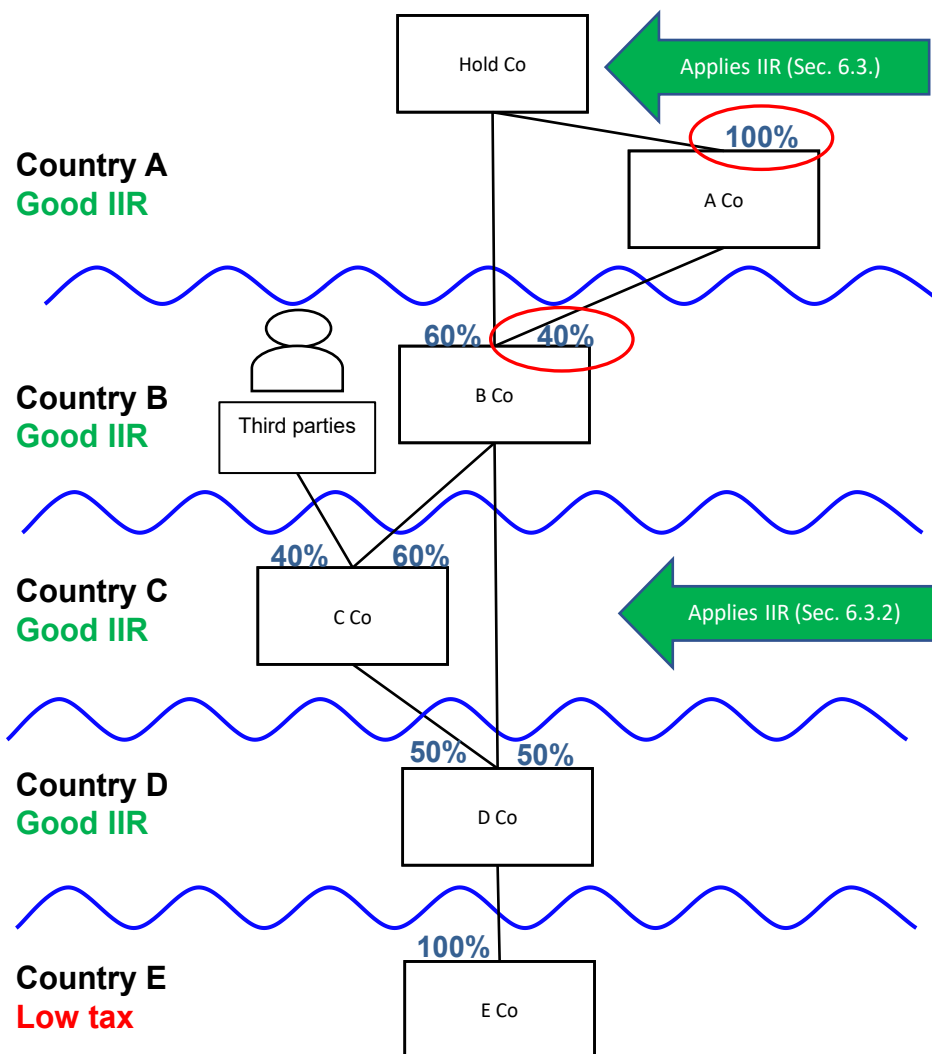 Hold Co
Applies IIR (Sec. 6.3.)
100%
Country A
Good IIR
A Co
60%
40%
Country B
Good IIR
B Co
Third parties
40%
60%
Country C
Good IIR
C Co
Applies IIR (Sec. 6.3.2)
50%
50%
Country D
Good IIR
D Co
100%
Country E
Low tax
E Co